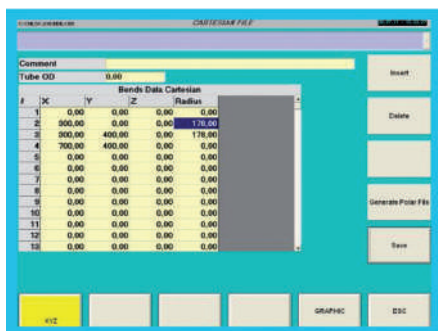 CARTESIAN FILE
Comment
Tube OD 0.00
Bends Data Cartesian
# X Y Z Radius
1 0,00 0,00 0,00 0,00
2 300,00 0,00 0,00 178,00
3 300,00 400,00 0,00 178,00
4 700,00 400,00 0,00 0,00
5 0,00 0,00 0,00 0,00
6 0,00 0,00 0,00 0,00
7 0,00 0,00 0,00 0,00
8 0,00 0,00 0,00 0,00
9 0,00 0,00 0,00 0,00
10 0,00 0,00 0,00 0,00
11 0,00 0,00 0,00 0,00
12 0,00 0,00 0,00 0,00
13 0,00 0,00 0,00 0,00
Insert
Delete
Generate Polar File
Save
XYZ
GRAPHIC
ESC